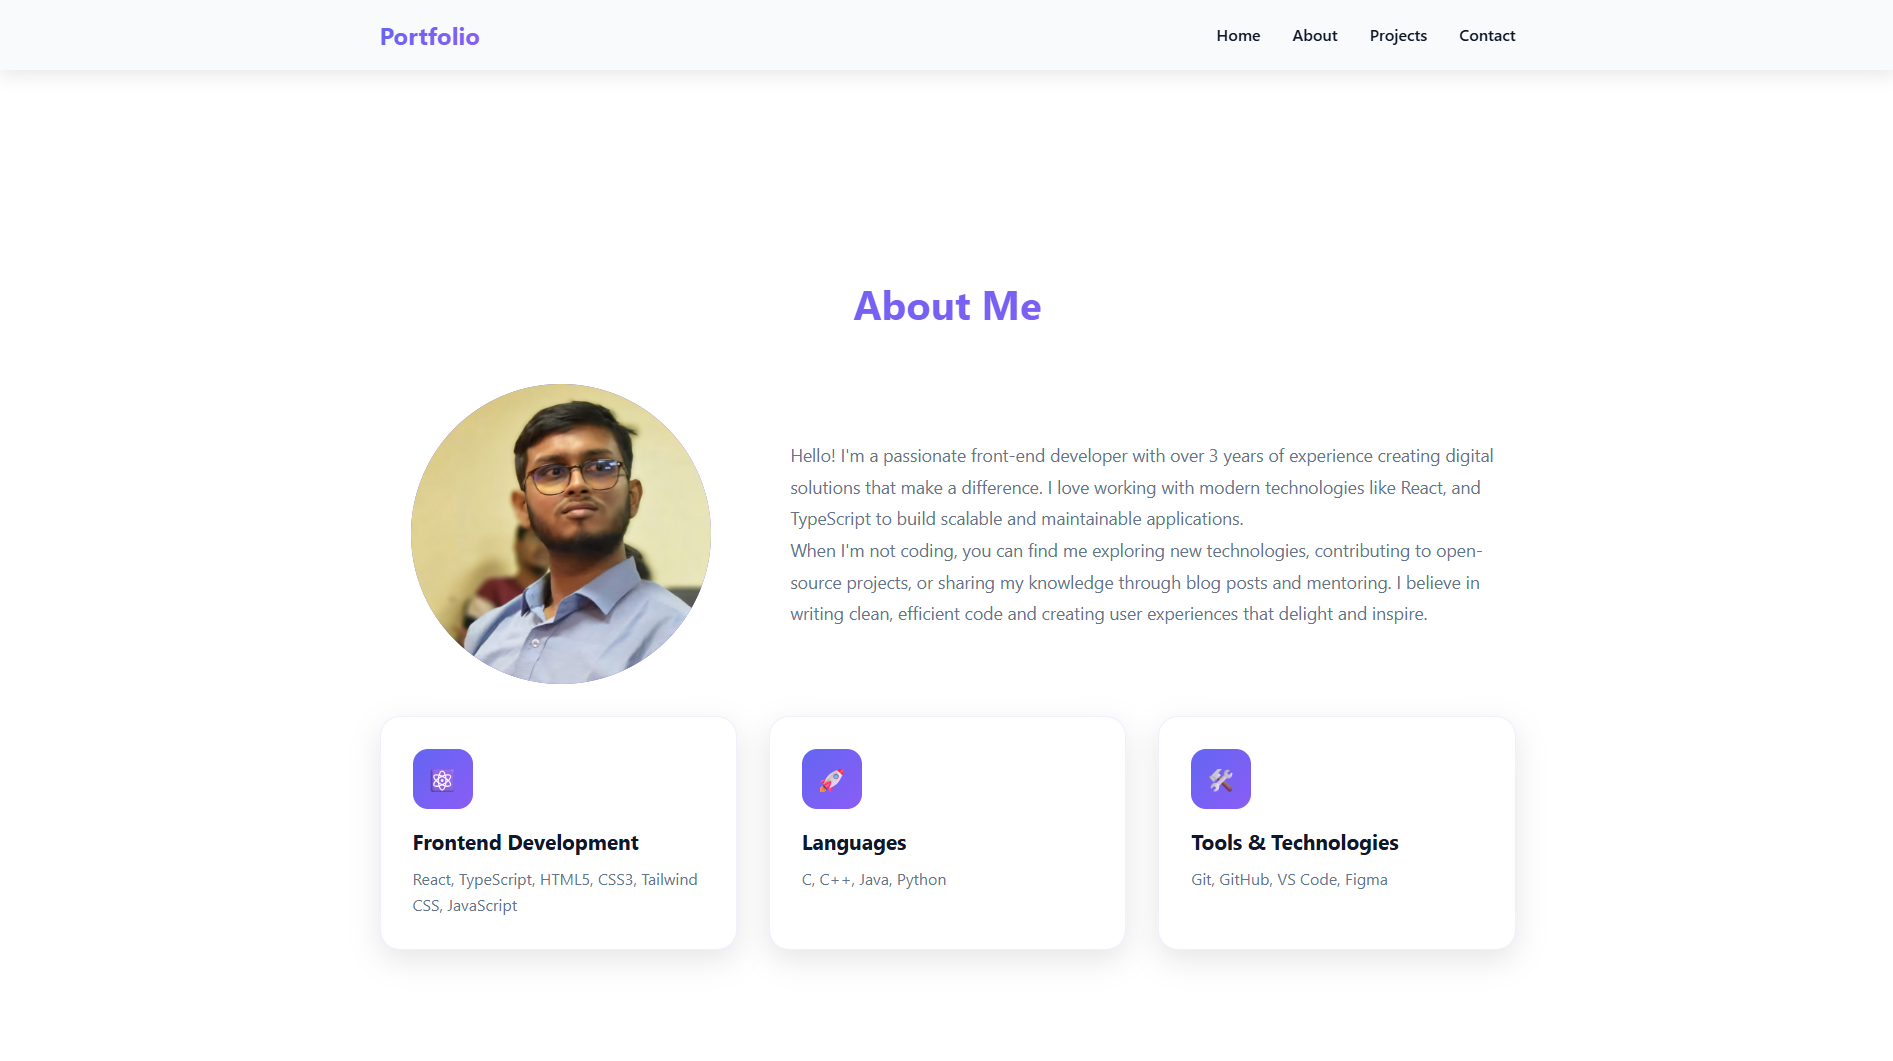 Portfolio
Home About Projects Contact
About Me
Hello! I'm a passionate front-end developer with over 3 years of experience creating digital
solutions that make a difference. I love working with modern technologies like React, and
TypeScript to build scalable and maintainable applications.
When I'm not coding, you can find me exploring new technologies, contributing to open-
source projects, or sharing my knowledge through blog posts and mentoring. I believe in
writing clean, efficient code and creating user experiences that delight and inspire.
Frontend Development
React, TypeScript, HTML5, CSS3, Tailwind
CSS, JavaScript
Languages
C, C++, Java, Python
Tools & Technologies
Git, GitHub, VS Code, Figma